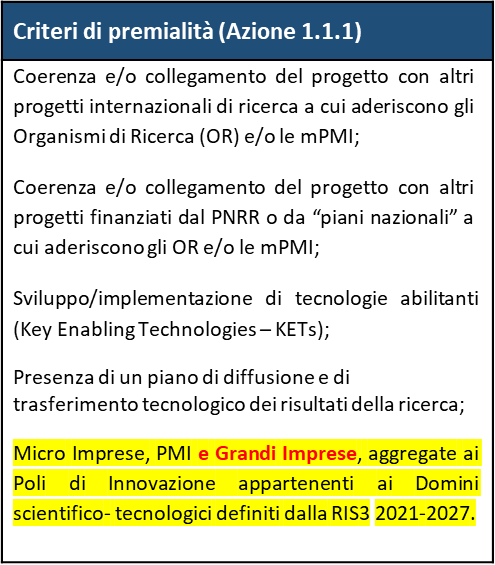 Criteri di premialità (Azione 1.1.1)
Coerenza e/o collegamento del progetto con altri
progetti internazionali di ricerca a cui aderiscono gli
Organismi di Ricerca (OR) e/o le mPMI;
Coerenza e/o collegamento del progetto con altri
progetti finanziati dal PNRR o da “piani nazionali” a
cui aderiscono gli OR e/o le mPMI;
Sviluppo/implementazione di tecnologie abilitanti
(Key Enabling Technologies – KETs);
Presenza di un piano di diffusione e di
trasferimento tecnologico dei risultati della ricerca;
Micro Imprese, PMI e Grandi Imprese, aggregate ai
Poli di Innovazione appartenenti ai Domini
scientifico- tecnologici definiti dalla RIS3 2021-2027.